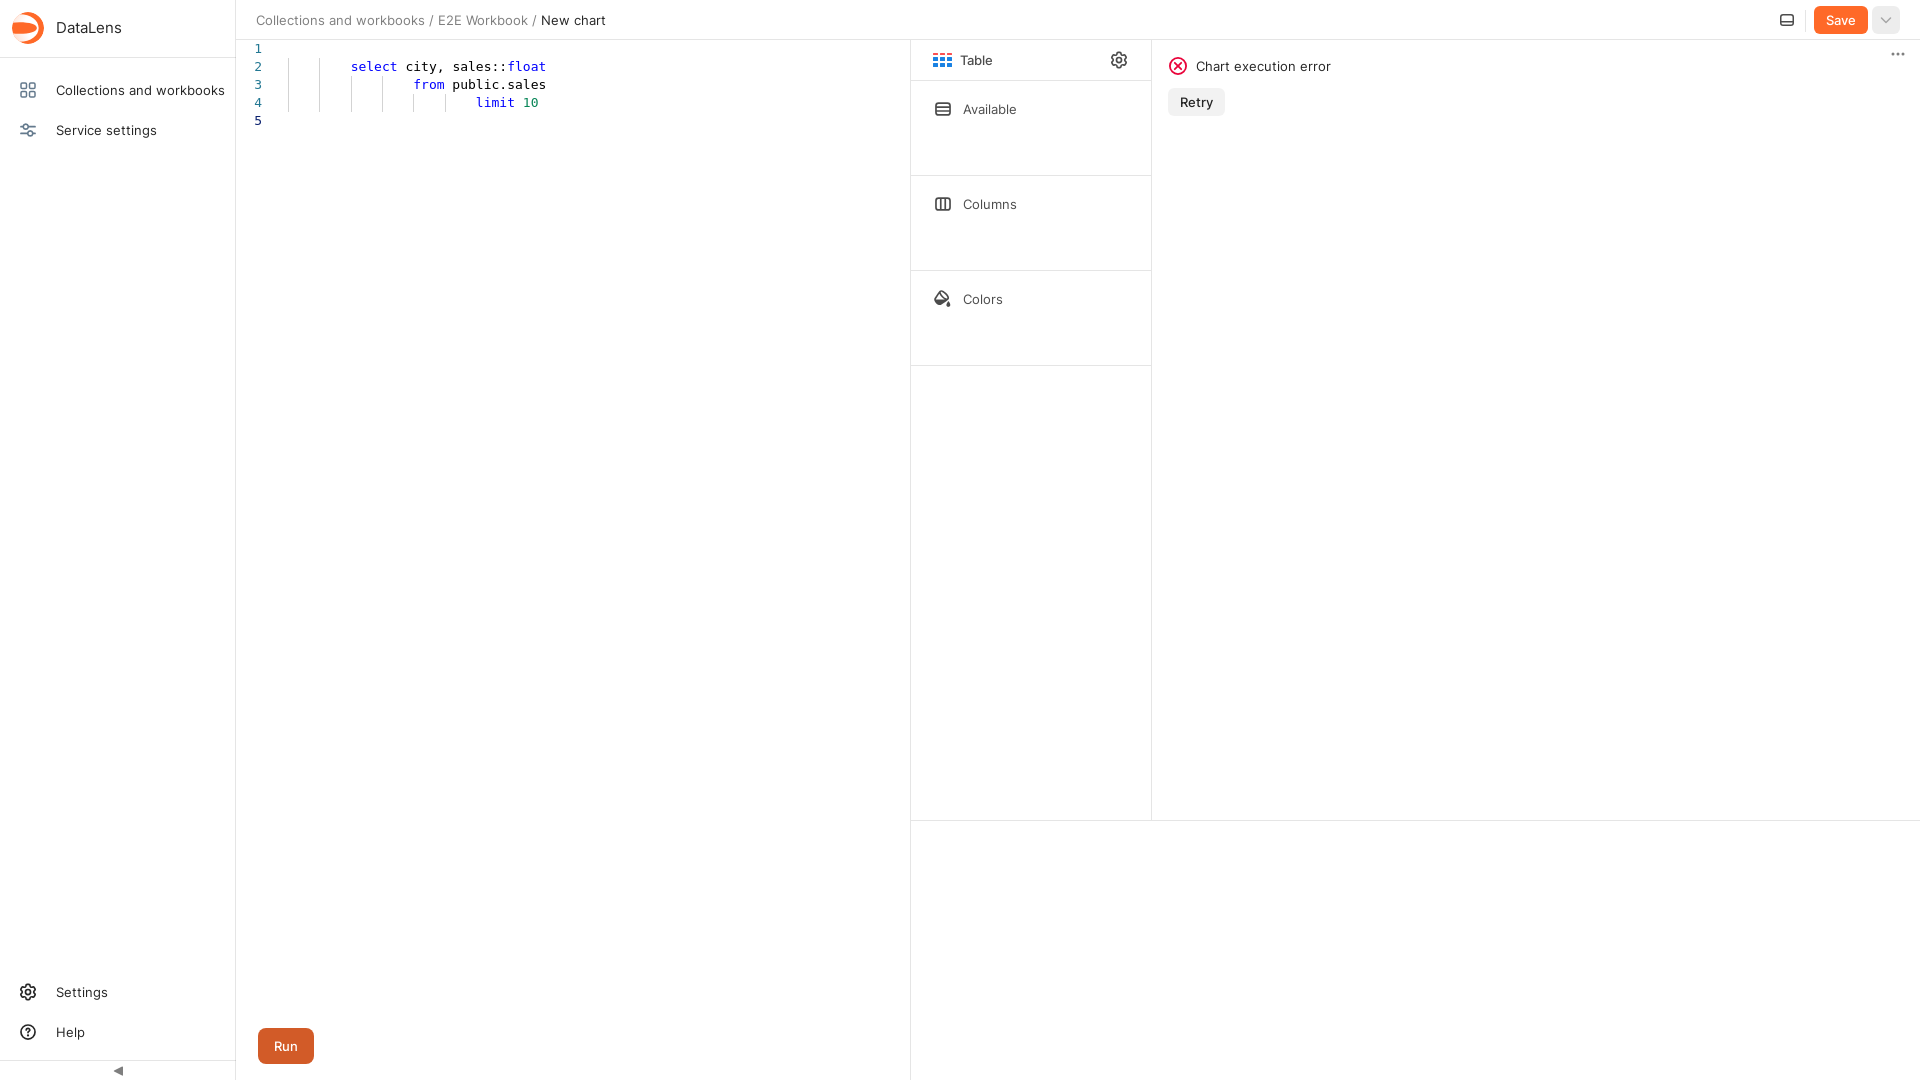 DataLens
Collections and workbooks
Service settings
Settings
Help
Collections and workbooks / E2E Workbook / New chart
Save
1
2 select city, sales::float
3 from public.sales
4 limit 10
5
Run
Table
Available
Columns
Colors
Chart execution error
Retry